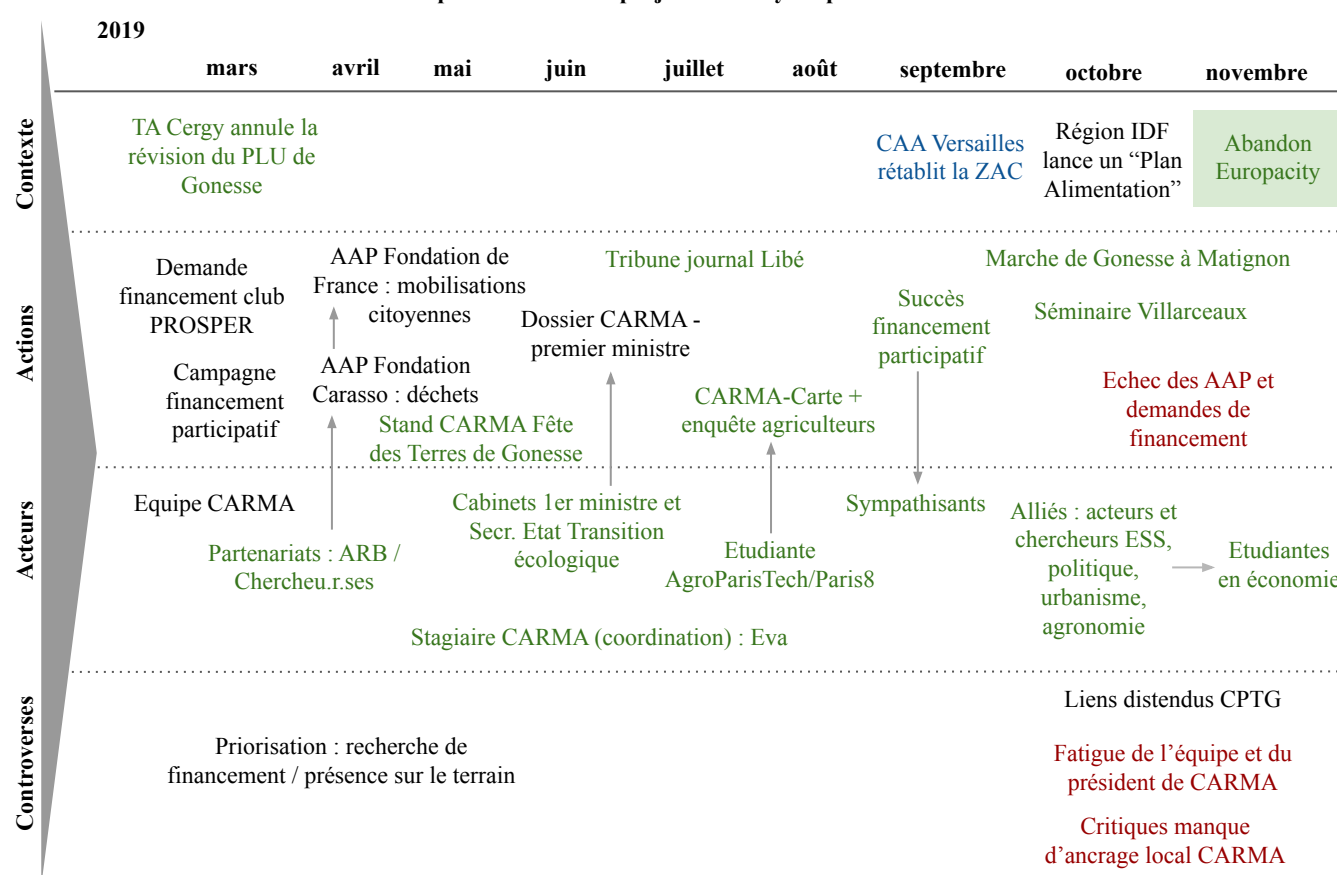 2019
mars avril mai juin juillet août septembre octobre novembre
Contexte
TA Cergy annule la
révision du PLU de
Gonesse
CAA Versailles
rétablit la ZAC
Région IDF
lance un “Plan
Alimentation”
Abandon
Europacity
Actions
Demande
financement club
PROSPER
Campagne
financement
participatif
AAP Fondation de
France : mobilisations
citoyennes
AAP Fondation
Carasso : déchets
Stand CARMA Fête
des Terres de Gonesse
Dossier CARMA -
premier ministre
Tribune journal Libé
CARMA-Carte +
enquête agriculteurs
Succès
financement
participatif
Marche de Gonesse à Matignon
Séminaire Villarceaux
Echec des AAP et
demandes de
financement
Acteurs
Equipe CARMA
Partenariats : ARB /
Chercheu.r.ses
Cabinets 1er ministre et
Secr. Etat Transition
écologique
Stagiaire CARMA (coordination) : Eva
Etudiante
AgroParisTech/Paris8
Sympathisants
Alliés : acteurs et
chercheurs ESS,
politique,
urbanisme,
agronomie
Etudiantes
en économie
Controverses
Priorisation : recherche de
financement / présence sur le terrain
Liens distendus CPTG
Fatigue de l’équipe et du
président de CARMA
Critiques manque
d’ancrage local CARMA